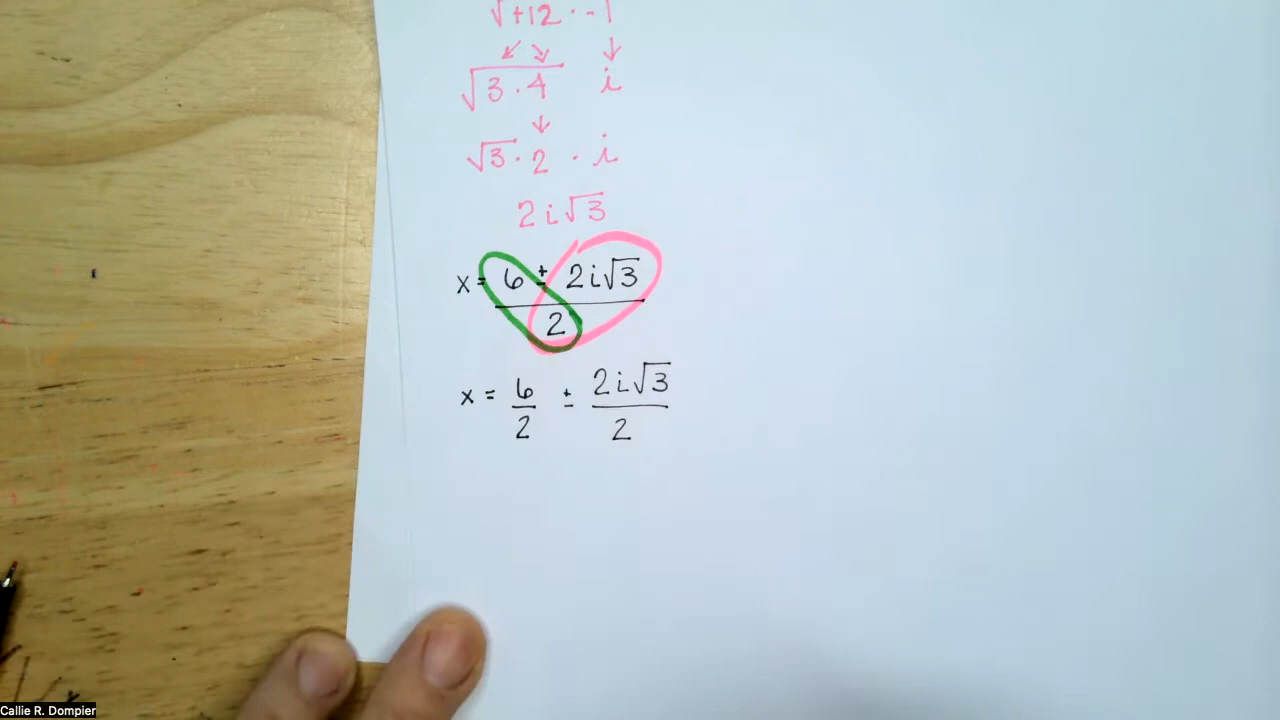 √+12 · -1
√3 · 4 i
√3 · 2 · i
2i√3
x = 6 ± 2i√3
2
x = 6/2 ± 2i√3/2
Callie R. Dompier